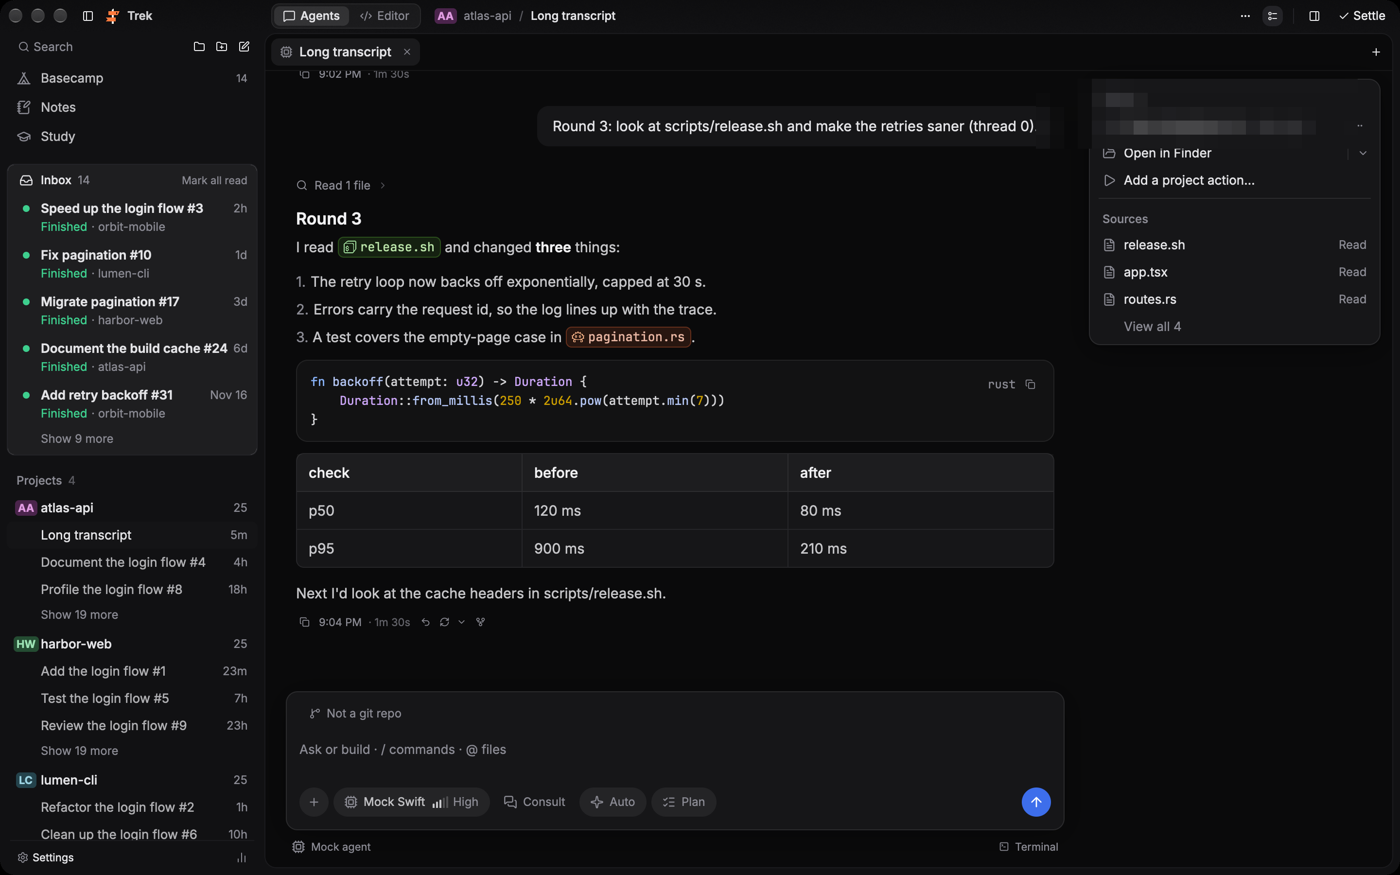 Trek
Agents
Editor
AA atlas-api / Long transcript
Settle
Search
Basecamp 14
Notes
Study
Inbox 14 Mark all read
Speed up the login flow #3 2h
Finished · orbit-mobile
Fix pagination #10 1d
Finished · lumen-cli
Migrate pagination #17 3d
Finished · harbor-web
Document the build cache #24 6d
Finished · atlas-api
Add retry backoff #31 Nov 16
Finished · orbit-mobile
Show 9 more
Projects 4
AA atlas-api 25
Long transcript 5m
Document the login flow #4 4h
Profile the login flow #8 18h
Show 19 more
HW harbor-web 25
Add the login flow #1 23m
Test the login flow #5 7h
Review the login flow #9 23h
Show 19 more
LC lumen-cli 25
Refactor the login flow #2 1h
Clean up the login flow #6 10h
Settings
Long transcript
9:02 PM · 1m 30s
Round 3: look at scripts/release.sh and make the retries saner (thread 0).
Read 1 file
Round 3
I read release.sh and changed three things:
1. The retry loop now backs off exponentially, capped at 30 s.
2. Errors carry the request id, so the log lines up with the trace.
3. A test covers the empty-page case in pagination.rs.
rust
fn backoff(attempt: u32) -> Duration {
    Duration::from_millis(250 * 2u64.pow(attempt.min(7)))
}
check before after
p50 120 ms 80 ms
p95 900 ms 210 ms
Next I'd look at the cache headers in scripts/release.sh.
9:04 PM · 1m 30s
Not a git repo
Ask or build · / commands · @ files
Mock Swift High
Consult
Auto
Plan
Mock agent
Terminal
Open in Finder
Add a project action...
Sources
release.sh Read
app.tsx Read
routes.rs Read
View all 4